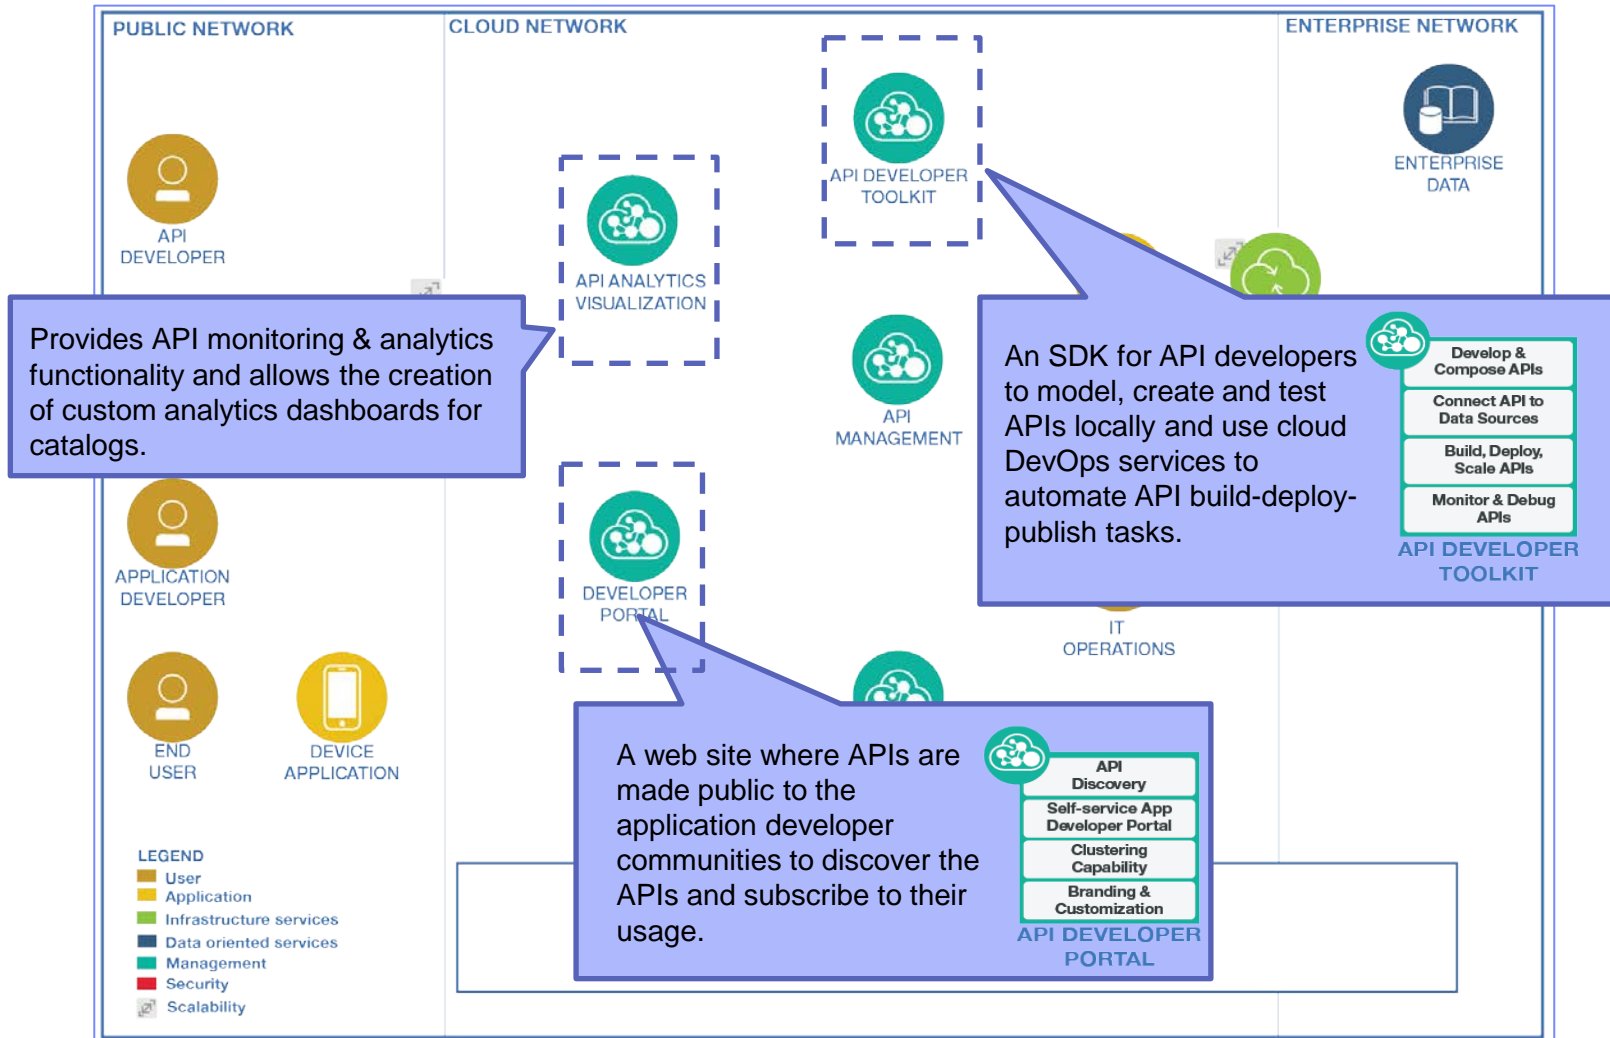 PUBLIC NETWORK
CLOUD NETWORK
ENTERPRISE NETWORK
API DEVELOPER
TOOLKIT
ENTERPRISE
DATA
API
DEVELOPER
API ANALYTICS
VISUALIZATION
Provides API monitoring & analytics
functionality and allows the creation
of custom analytics dashboards for
catalogs.
API
MANAGEMENT
An SDK for API developers
to model, create and test
APIs locally and use cloud
DevOps services to
automate API build-deploy-
publish tasks.
Develop &
Compose APIs
Connect API to
Data Sources
Build, Deploy,
Scale APIs
Monitor & Debug
APIs
API DEVELOPER
TOOLKIT
APPLICATION
DEVELOPER
DEVELOPER
PORTAL
IT
OPERATIONS
END
USER
DEVICE
APPLICATION
A web site where APIs are
made public to the
application developer
communities to discover the
APIs and subscribe to their
usage.
API
Discovery
Self-service App
Developer Portal
Clustering
Capability
Branding &
Customization
API DEVELOPER
PORTAL
LEGEND
User
Application
Infrastructure services
Data oriented services
Management
Security
Scalability